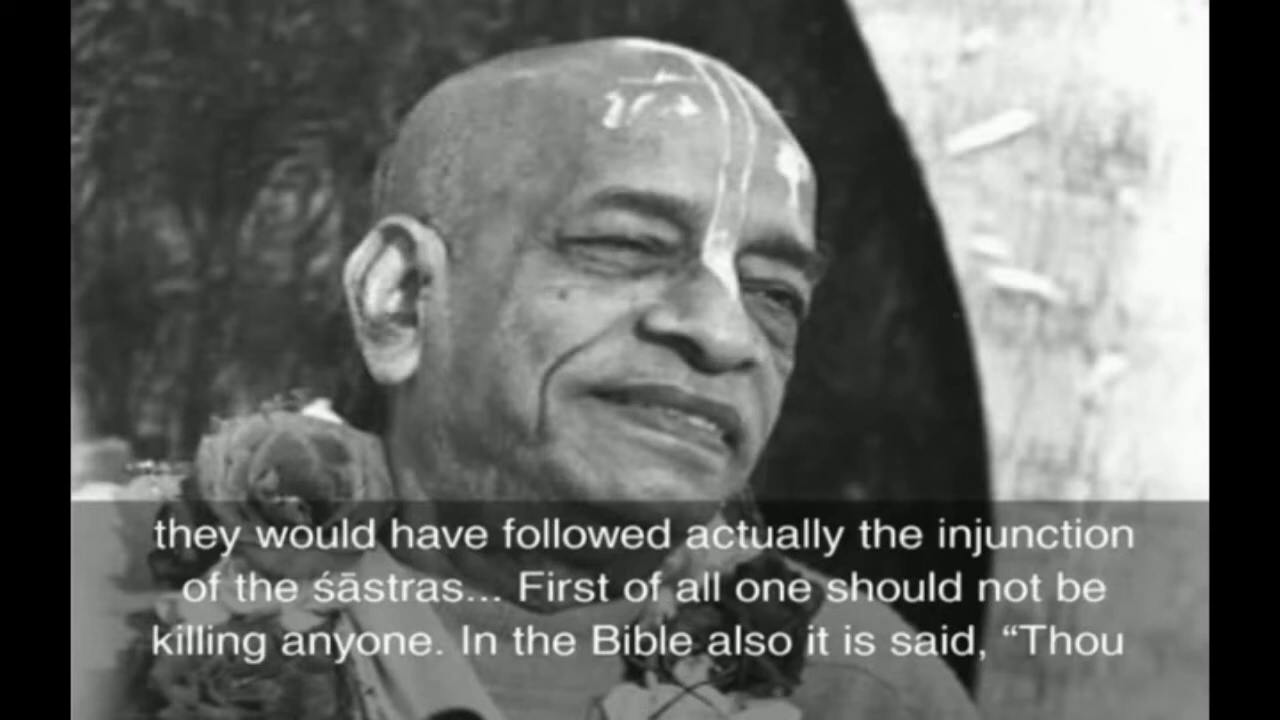 they would have followed actually the injunction
of the śāstras... First of all one should not be
killing anyone. In the Bible also it is said, “Thou